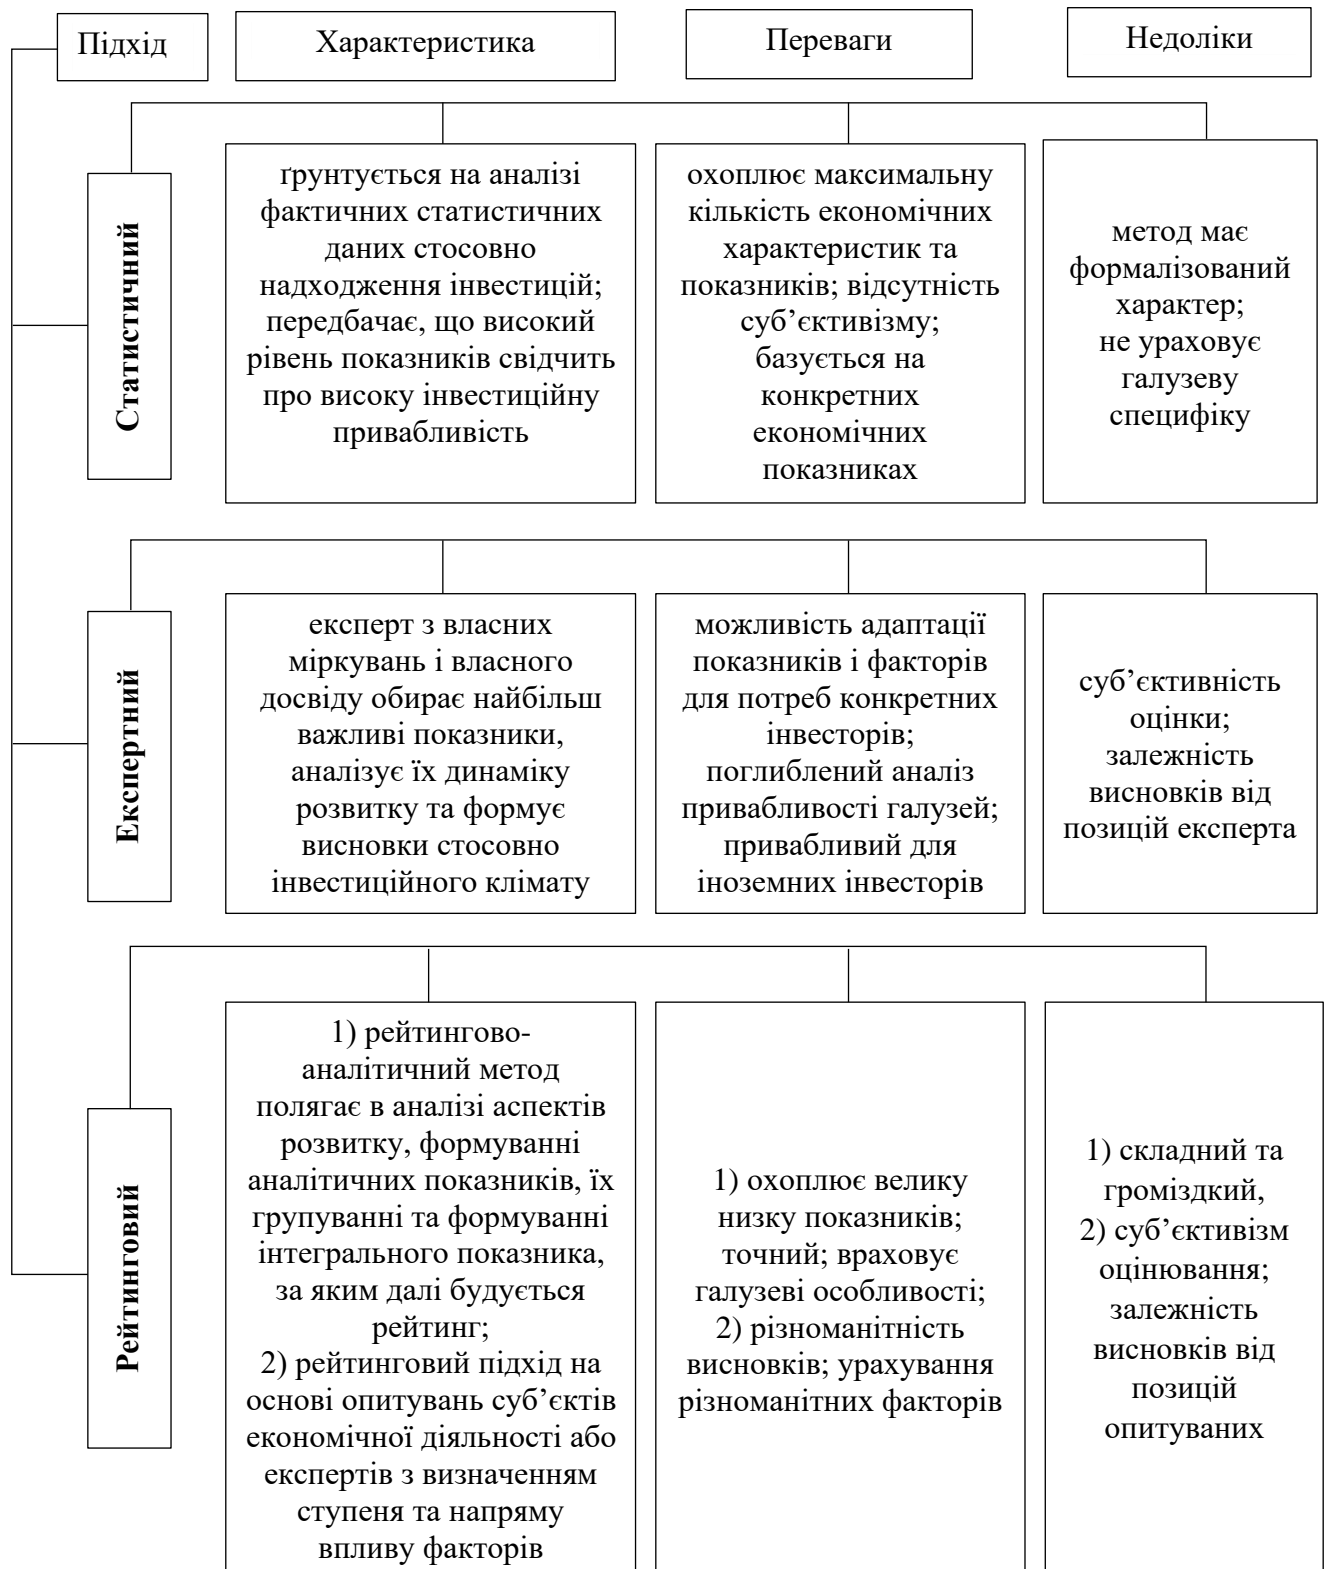 Підхід
Характеристика
Переваги
Недоліки
Статистичний
ґрунтується на аналізі
фактичних статистичних
даних стосовно
надходження інвестицій;
передбачає, що високий
рівень показників свідчить
про високу інвестиційну
привабливість
охоплює максимальну
кількість економічних
характеристик та
показників; відсутність
суб’єктивізму;
базується на
конкретних
економічних
показниках
метод має
формалізований
характер;
не ураховує
галузеву
специфіку
Експертний
експерт з власних
міркувань і власного
досвіду обирає найбільш
важливі показники,
аналізує їх динаміку
розвитку та формує
висновки стосовно
інвестиційного клімату
можливість адаптації
показників і факторів
для потреб конкретних
інвесторів;
поглиблений аналіз
привабливості галузей;
привабливий для
іноземних інвесторів
суб’єктивність
оцінки;
залежність
висновків від
позицій експерта
Рейтинговий
1) рейтингово-
аналітичний метод
полягає в аналізі аспектів
розвитку, формуванні
аналітичних показників, їх
групуванні та формуванні
інтегрального показника,
за яким далі будується
рейтинг;
2) рейтинговий підхід на
основі опитувань суб’єктів
економічної діяльності або
експертів з визначенням
ступеня та напряму
впливу факторів
1) охоплює велику
низку показників;
точний; враховує
галузеві особливості;
2) різноманітність
висновків; урахування
різноманітних факторів
1) складний та
громіздкий,
2) суб’єктивізм
оцінювання;
залежність
висновків від
позицій
опитуваних